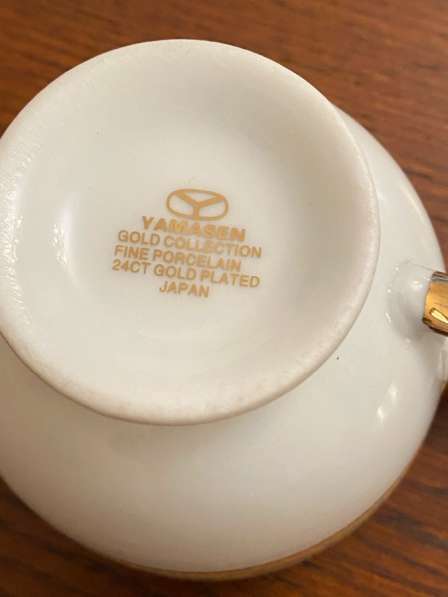 YAMASEN
GOLD COLLECTION
FINE PORCELAIN
24CT GOLD PLATED
JAPAN